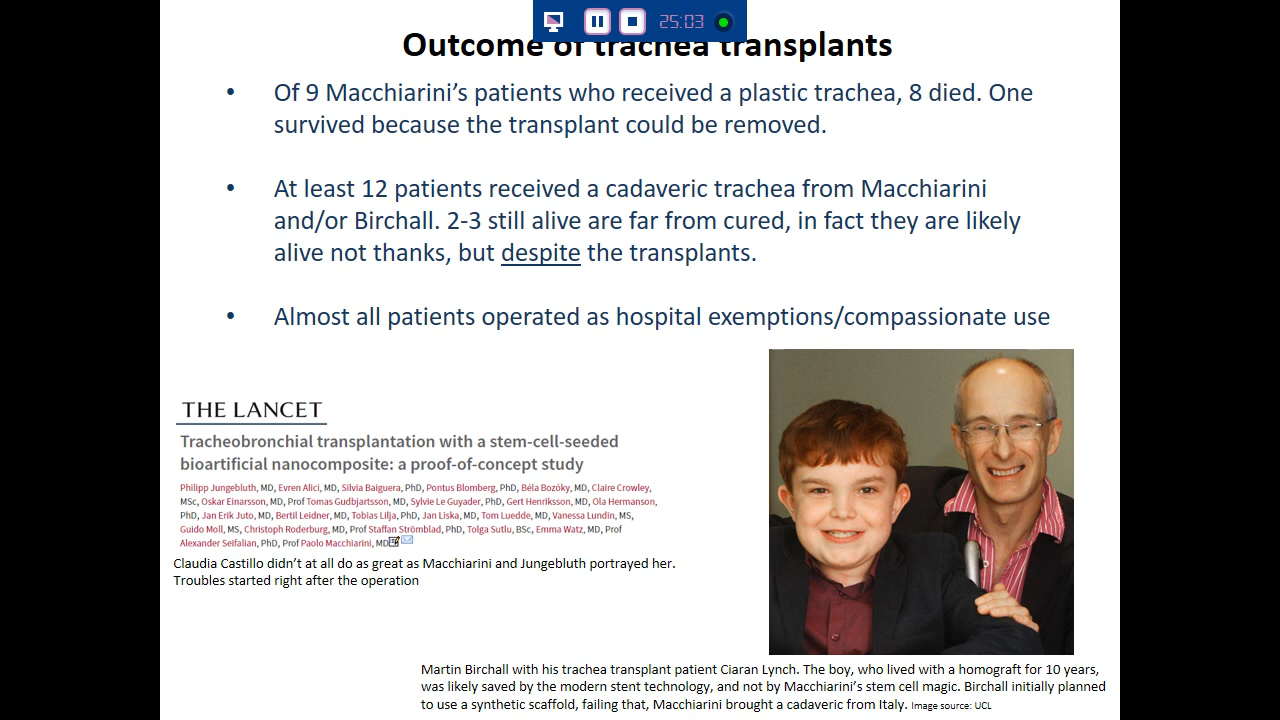 25:03
Outcome of trachea transplants
• Of 9 Macchiarini’s patients who received a plastic trachea, 8 died. One
survived because the transplant could be removed.
• At least 12 patients received a cadaveric trachea from Macchiarini
and/or Birchall. 2-3 still alive are far from cured, in fact they are likely
alive not thanks, but despite the transplants.
• Almost all patients operated as hospital exemptions/compassionate use
THE LANCET
Tracheobronchial transplantation with a stem-cell-seeded
bioartificial nanocomposite: a proof-of-concept study
Philipp Jungebluth, MD, Evren Alici, MD, Silvia Baiguera, PhD, Pontus Blomberg, PhD, Béla Bozóky, MD, Claire Crowley,
MSc, Oskar Einarsson, MD, Prof Tomas Gudbjartsson, MD, Sylvie Le Guyader, PhD, Gert Henriksson, MD, Ola Hermanson,
PhD, Jan Erik Juto, MD, Bertil Leidner, MD, Tobias Lilja, PhD, Jan Liska, MD, Tom Luedde, MD, Vanessa Lundin, MS,
Guido Moll, MS, Christoph Roderburg, MD, Prof Staffan Strömblad, PhD, Tolga Sutlu, BSc, Emma Watz, MD, Prof
Alexander Seifalian, PhD, Prof Paolo Macchiarini, MD
Claudia Castillo didn’t at all do as great as Macchiarini and Jungebluth portrayed her.
Troubles started right after the operation
Martin Birchall with his trachea transplant patient Ciaran Lynch. The boy, who lived with a homograft for 10 years,
was likely saved by the modern stent technology, and not by Macchiarini’s stem cell magic. Birchall initially planned
to use a synthetic scaffold, failing that, Macchiarini brought a cadaveric from Italy. Image source: UCL